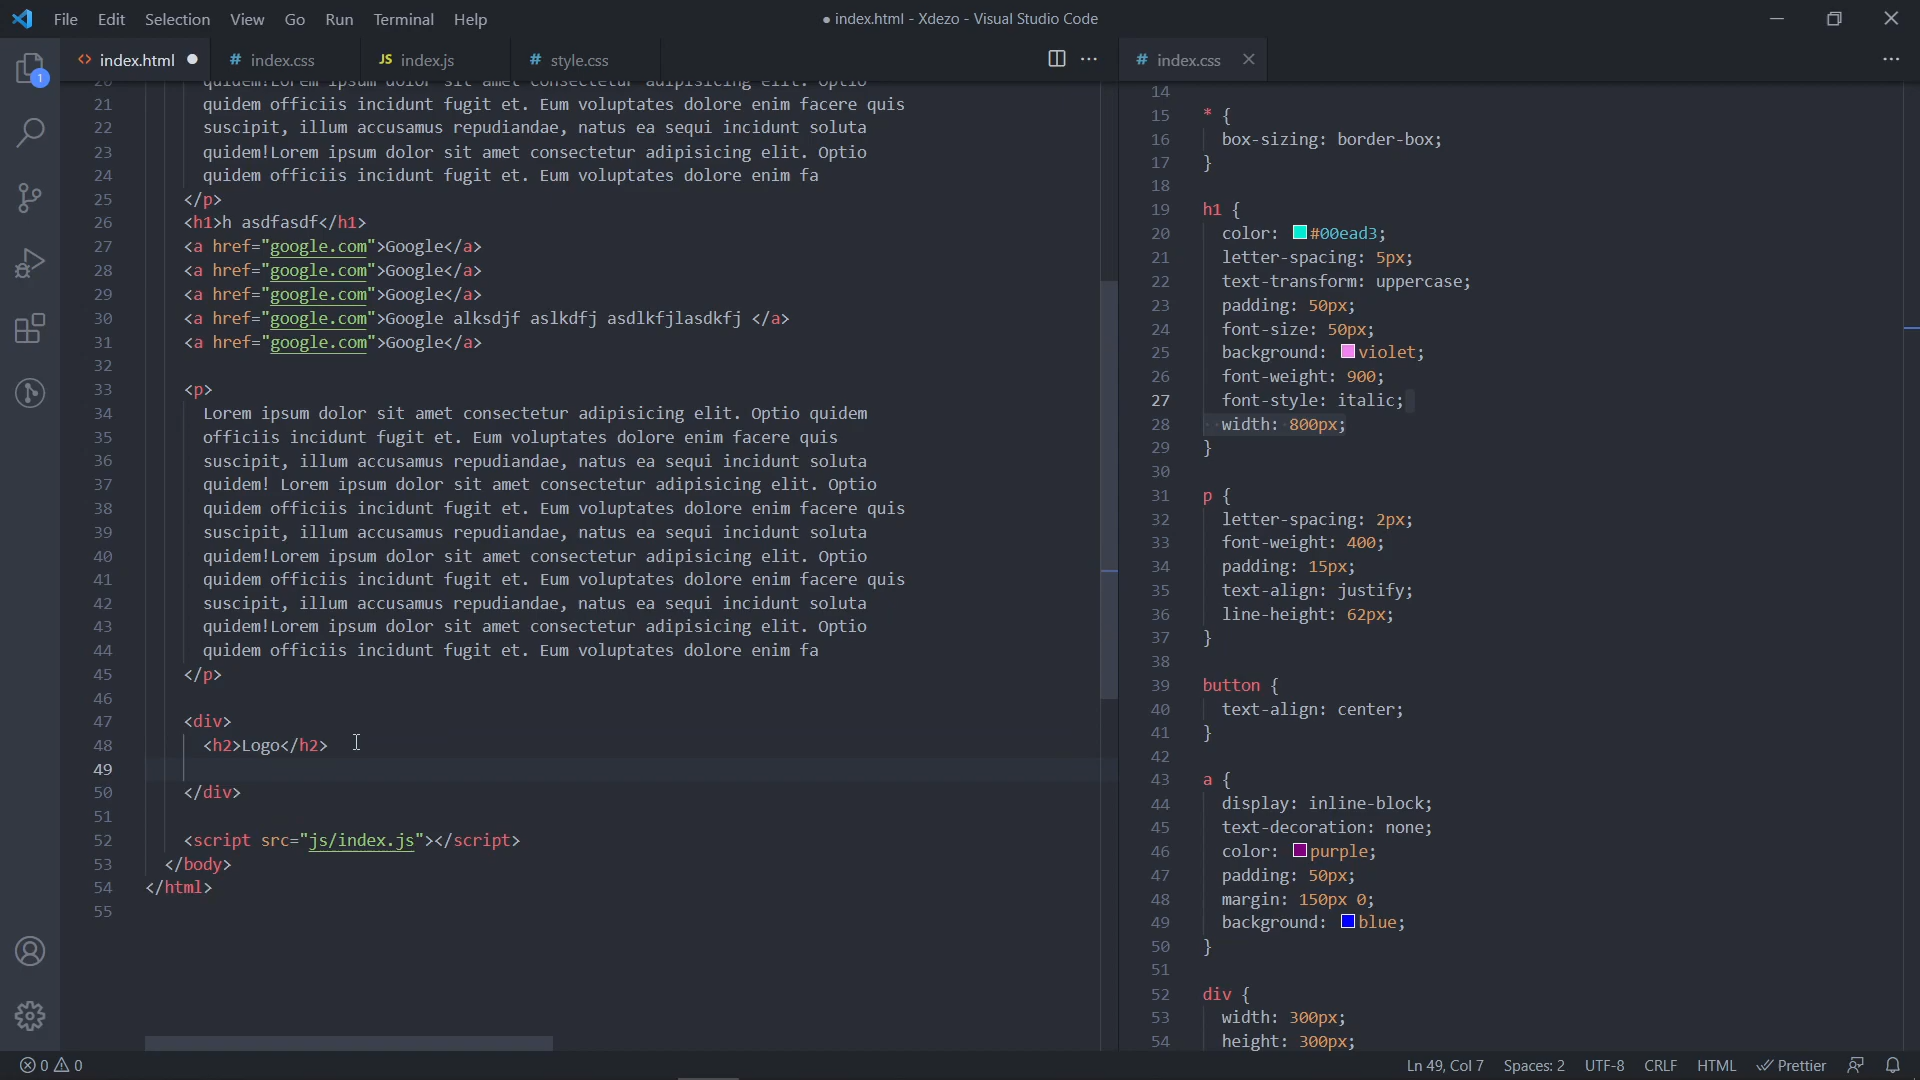 File Edit Selection View Go Run Terminal Help
● index.html - Xdezo - Visual Studio Code
index.html ●
# index.css
JS index.js
# style.css
20 quidem!Lorem ipsum dolor sit amet consectetur adipisicing elit. Optio
21 quidem officiis incidunt fugit et. Eum voluptates dolore enim facere quis
22 suscipit, illum accusamus repudiandae, natus ea sequi incidunt soluta
23 quidem!Lorem ipsum dolor sit amet consectetur adipisicing elit. Optio
24 quidem officiis incidunt fugit et. Eum voluptates dolore enim fa
25 </p>
26 <h1>h asdfasdf</h1>
27 <a href="google.com">Google</a>
28 <a href="google.com">Google</a>
29 <a href="google.com">Google</a>
30 <a href="google.com">Google alksdjf aslkdfj asdlkfjlasdkfj </a>
31 <a href="google.com">Google</a>
32
33 <p>
34 Lorem ipsum dolor sit amet consectetur adipisicing elit. Optio quidem
35 officiis incidunt fugit et. Eum voluptates dolore enim facere quis
36 suscipit, illum accusamus repudiandae, natus ea sequi incidunt soluta
37 quidem! Lorem ipsum dolor sit amet consectetur adipisicing elit. Optio
38 quidem officiis incidunt fugit et. Eum voluptates dolore enim facere quis
39 suscipit, illum accusamus repudiandae, natus ea sequi incidunt soluta
40 quidem!Lorem ipsum dolor sit amet consectetur adipisicing elit. Optio
41 quidem officiis incidunt fugit et. Eum voluptates dolore enim facere quis
42 suscipit, illum accusamus repudiandae, natus ea sequi incidunt soluta
43 quidem!Lorem ipsum dolor sit amet consectetur adipisicing elit. Optio
44 quidem officiis incidunt fugit et. Eum voluptates dolore enim fa
45 </p>
46
47 <div>
48 <h2>Logo</h2>
49
50 </div>
51
52 <script src="js/index.js"></script>
53 </body>
54 </html>
55
# index.css
14
15 * {
16 box-sizing: border-box;
17 }
18
19 h1 {
20 color: #00ead3;
21 letter-spacing: 5px;
22 text-transform: uppercase;
23 padding: 50px;
24 font-size: 50px;
25 background: violet;
26 font-weight: 900;
27 font-style: italic;
28 width: 800px;
29 }
30
31 p {
32 letter-spacing: 2px;
33 font-weight: 400;
34 padding: 15px;
35 text-align: justify;
36 line-height: 62px;
37 }
38
39 button {
40 text-align: center;
41 }
42
43 a {
44 display: inline-block;
45 text-decoration: none;
46 color: purple;
47 padding: 50px;
48 margin: 150px 0;
49 background: blue;
50 }
51
52 div {
53 width: 300px;
54 height: 300px;
1
0 0
Ln 49, Col 7 Spaces: 2 UTF-8 CRLF HTML Prettier